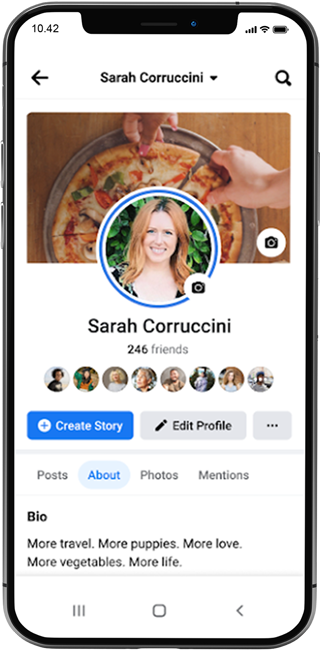 10.42
Sarah Corruccini
Sarah Corruccini
246 friends
Create Story
Edit Profile
Posts About Photos Mentions
Bio
More travel. More puppies. More love.
More vegetables. More life.